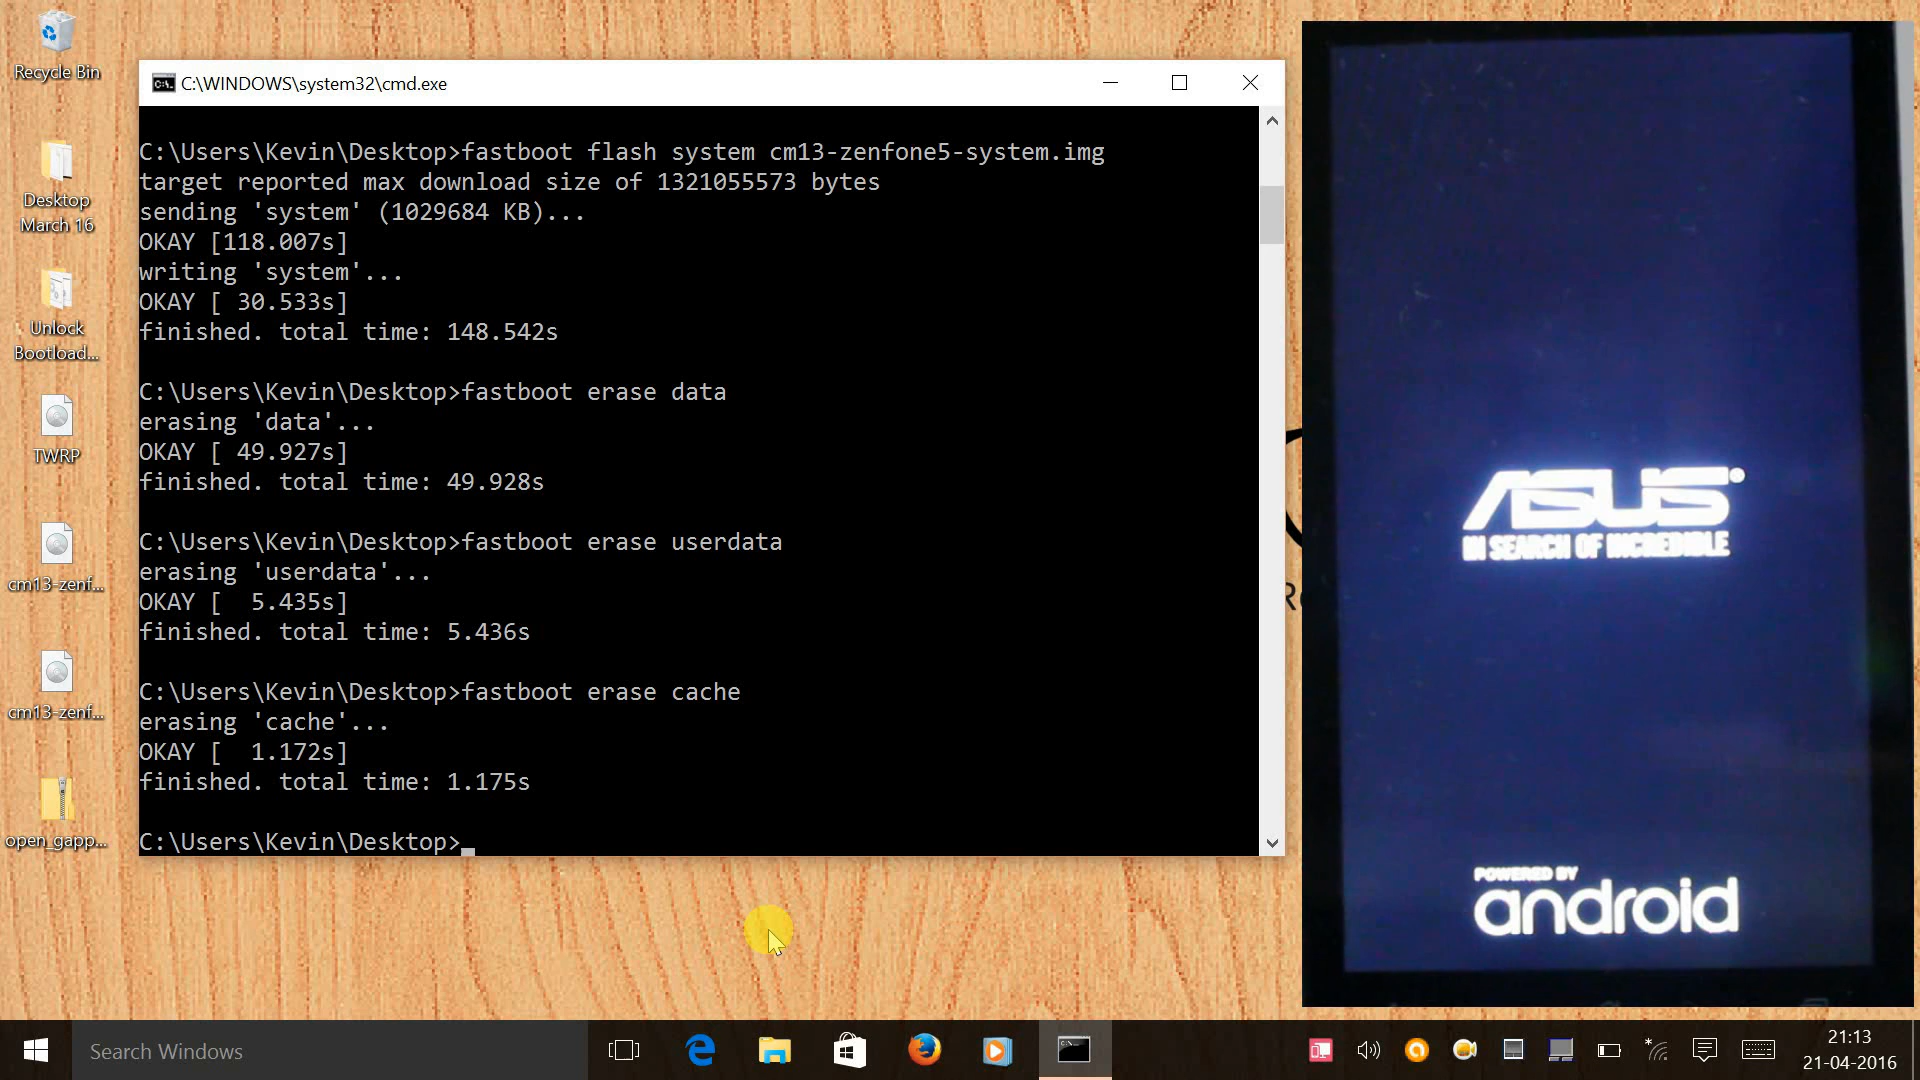 Recycle Bin
Desktop
March 16
Unlock
Bootload...
TWRP
cm13-zenf...
cm13-zenf...
open_gapp...
C:\WINDOWS\system32\cmd.exe
C:\Users\Kevin\Desktop>fastboot flash system cm13-zenfone5-system.img
target reported max download size of 1321055573 bytes
sending 'system' (1029684 KB)...
OKAY [118.007s]
writing 'system'...
OKAY [ 30.533s]
finished. total time: 148.542s
C:\Users\Kevin\Desktop>fastboot erase data
erasing 'data'...
OKAY [ 49.927s]
finished. total time: 49.928s
C:\Users\Kevin\Desktop>fastboot erase userdata
erasing 'userdata'...
OKAY [  5.435s]
finished. total time: 5.436s
C:\Users\Kevin\Desktop>fastboot erase cache
erasing 'cache'...
OKAY [  1.172s]
finished. total time: 1.175s
C:\Users\Kevin\Desktop>
ASUS
IN SEARCH OF INCREDIBLE
POWERED BY
android
Search Windows
21:13
21-04-2016